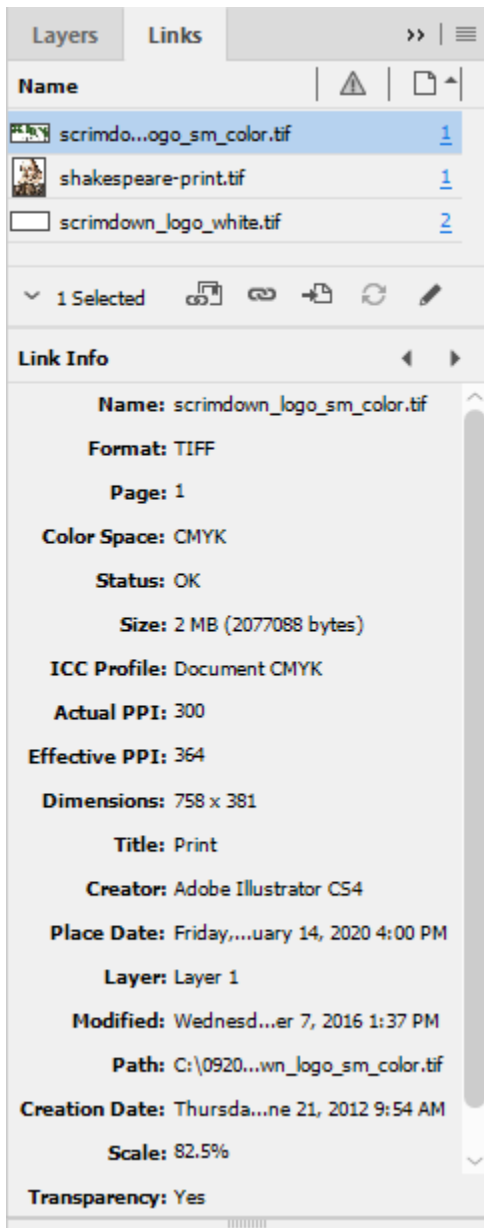 Layers Links
Name
scrimdo...ogo_sm_color.tif 1
shakespeare-print.tif 1
scrimdown_logo_white.tif 2
1 Selected
Link Info
Name: scrimdown_logo_sm_color.tif
Format: TIFF
Page: 1
Color Space: CMYK
Status: OK
Size: 2 MB (2077088 bytes)
ICC Profile: Document CMYK
Actual PPI: 300
Effective PPI: 364
Dimensions: 758 x 381
Title: Print
Creator: Adobe Illustrator CS4
Place Date: Friday,...uary 14, 2020 4:00 PM
Layer: Layer 1
Modified: Wednesd...er 7, 2016 1:37 PM
Path: C:\0920...wn_logo_sm_color.tif
Creation Date: Thursda...ne 21, 2012 9:54 AM
Scale: 82.5%
Transparency: Yes